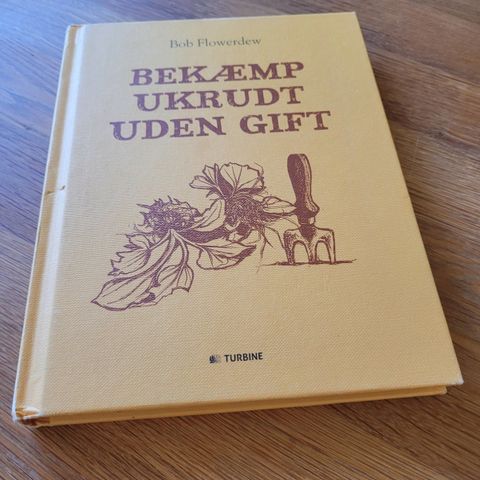 Bob Flowerdew
BEKÆMP
UKRUDT
UDEN GIFT
TURBINE